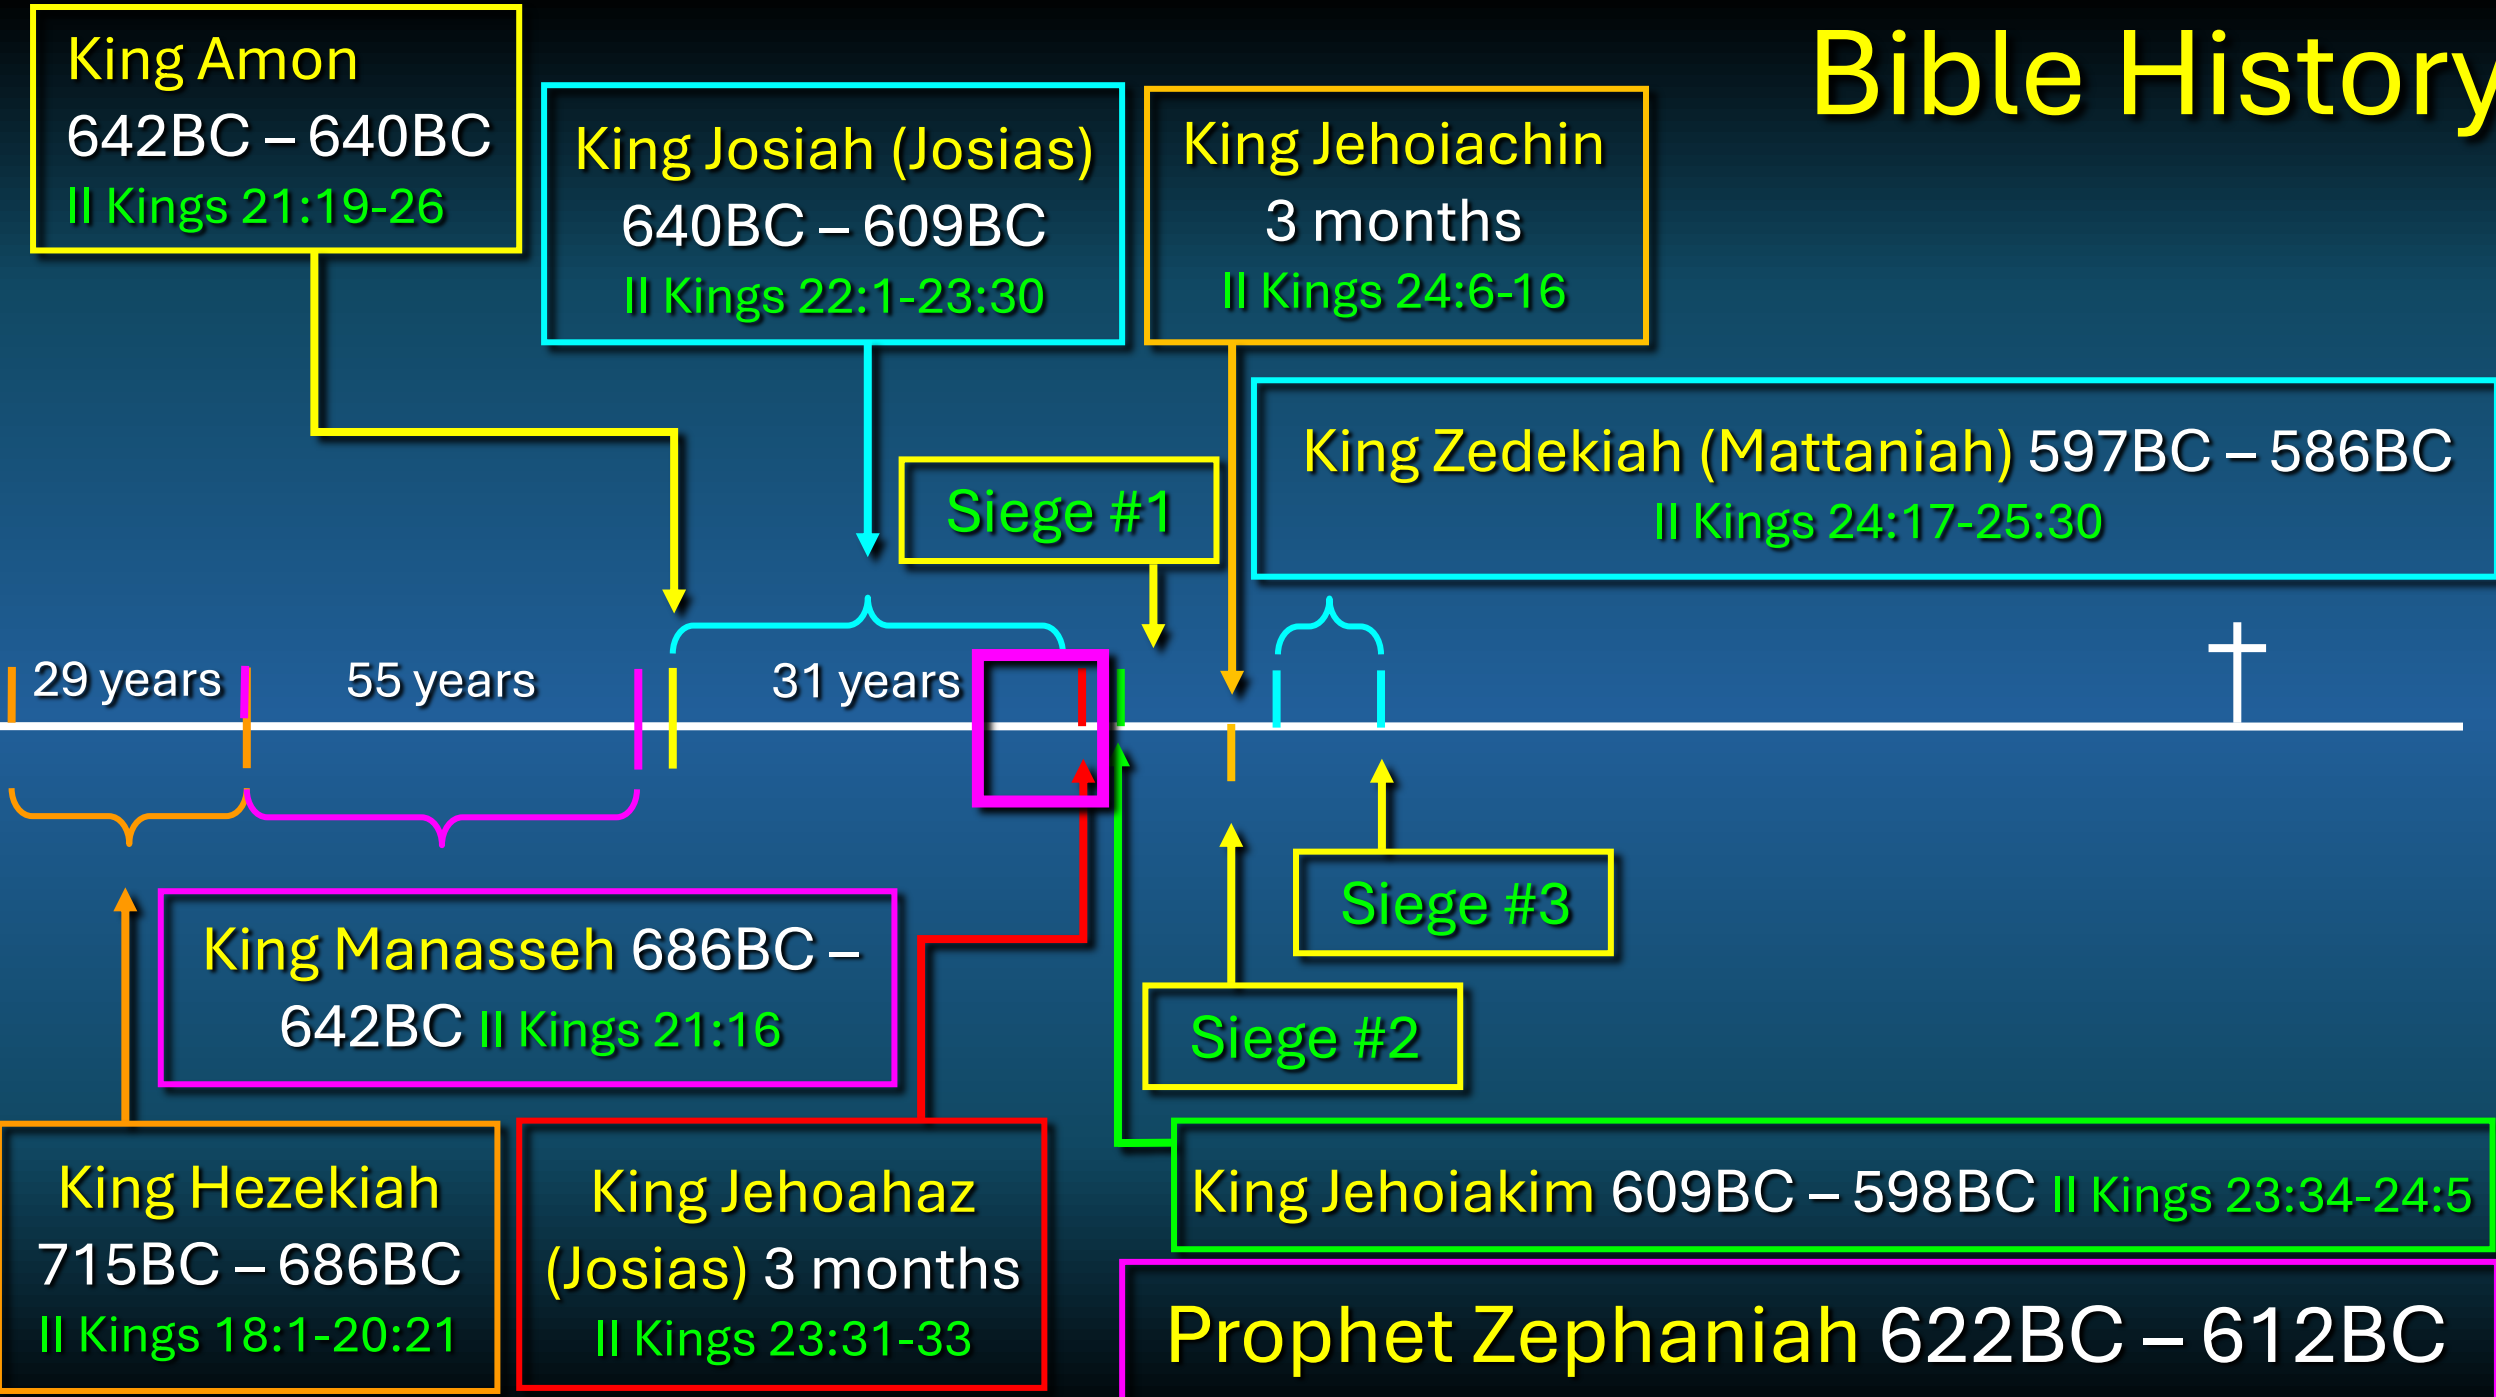 Bible History
King Amon
642BC – 640BC
II Kings 21:19-26
King Josiah (Josias)
640BC – 609BC
II Kings 22:1-23:30
King Jehoiachin
3 months
II Kings 24:6-16
King Zedekiah (Mattaniah) 597BC – 586BC
II Kings 24:17-25:30
Siege #1
29 years
55 years
31 years
Siege #3
King Manasseh 686BC –
642BC II Kings 21:16
Siege #2
King Hezekiah
715BC – 686BC
II Kings 18:1-20:21
King Jehoahaz
(Josias) 3 months
II Kings 23:31-33
King Jehoiakim 609BC – 598BC II Kings 23:34-24:5
Prophet Zephaniah 622BC – 612BC